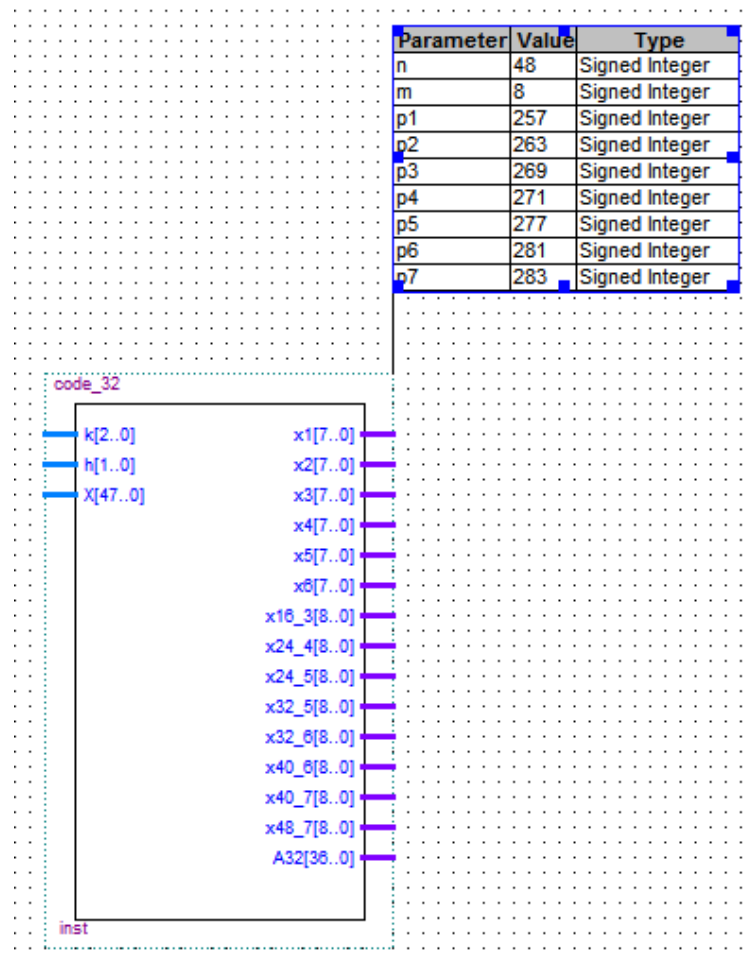 Parameter Value Type
n 48 Signed Integer
m 8 Signed Integer
p1 257 Signed Integer
p2 263 Signed Integer
p3 269 Signed Integer
p4 271 Signed Integer
p5 277 Signed Integer
p6 281 Signed Integer
p7 283 Signed Integer
code_32
k[2..0] x1[7..0]
h[1..0] x2[7..0]
X[47..0] x3[7..0]
x4[7..0]
x5[7..0]
x6[7..0]
x16_3[8..0]
x24_4[8..0]
x24_5[8..0]
x32_5[8..0]
x32_6[8..0]
x40_6[8..0]
x40_7[8..0]
x48_7[8..0]
A32[36..0]
inst